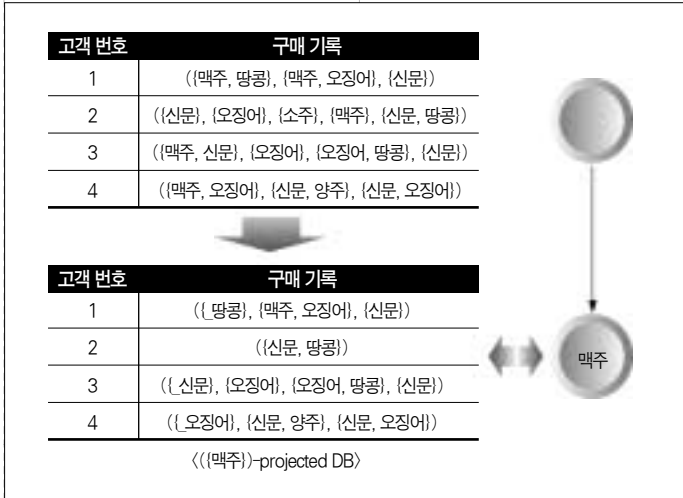 고객 번호 구매 기록
1 ({맥주, 땅콩}, {맥주, 오징어}, {신문})
2 ({신문}, {오징어}, {소주}, {맥주}, {신문, 땅콩})
3 ({맥주, 신문}, {오징어}, {오징어, 땅콩}, {신문})
4 ({맥주, 오징어}, {신문, 양주}, {신문, 오징어})
고객 번호 구매 기록
1 ({_땅콩}, {맥주, 오징어}, {신문})
2 ({신문, 땅콩})
3 ({_신문}, {오징어}, {오징어, 땅콩}, {신문})
4 ({_오징어}, {신문, 양주}, {신문, 오징어})
맥주
〈({맥주})-projected DB〉